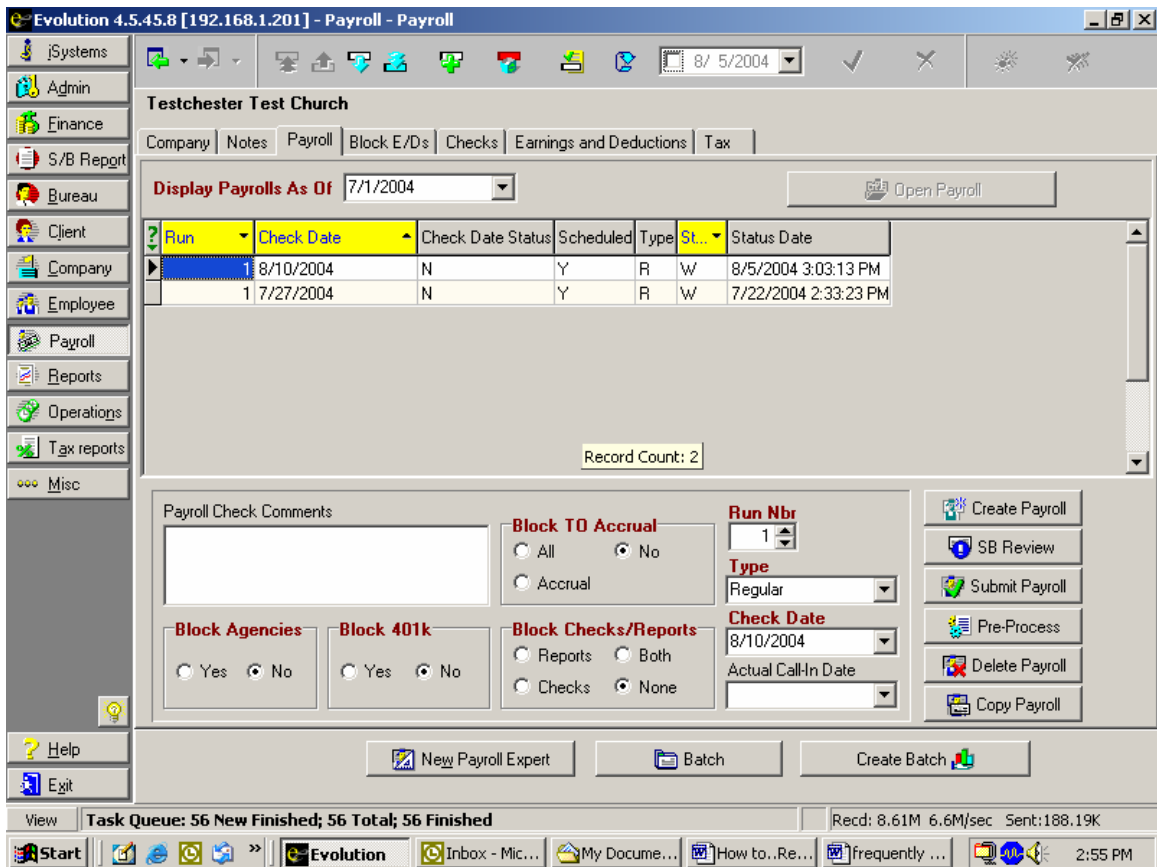 Evolution 4.5.45.8 [192.168.1.201] - Payroll - Payroll
iSystems
Admin
Finance
S/B Report
Bureau
Client
Company
Employee
Payroll
Reports
Operations
Tax reports
Misc
Help
Exit
8/ 5/2004
Testchester Test Church
Company Notes Payroll Block E/Ds Checks Earnings and Deductions Tax
Display Payrolls As Of 7/1/2004 Open Payroll
? Run Check Date Check Date Status Scheduled Type St... Status Date
1 8/10/2004 N Y R W 8/5/2004 3:03:13 PM
1 7/27/2004 N Y R W 7/22/2004 2:33:23 PM
Record Count: 2
Payroll Check Comments
Block TO Accrual
All No
Accrual
Block Agencies
Yes No
Block 401k
Yes No
Block Checks/Reports
Reports Both
Checks None
Run Nbr
1
Type
Regular
Check Date
8/10/2004
Actual Call-In Date
Create Payroll
SB Review
Submit Payroll
Pre-Process
Delete Payroll
Copy Payroll
New Payroll Expert Batch Create Batch
View Task Queue: 56 New Finished; 56 Total; 56 Finished Recd: 8.61M 6.6M/sec Sent:188.19K
Start » Evolution Inbox - Mic... My Docume... How to..Re... frequently ... 2:55 PM